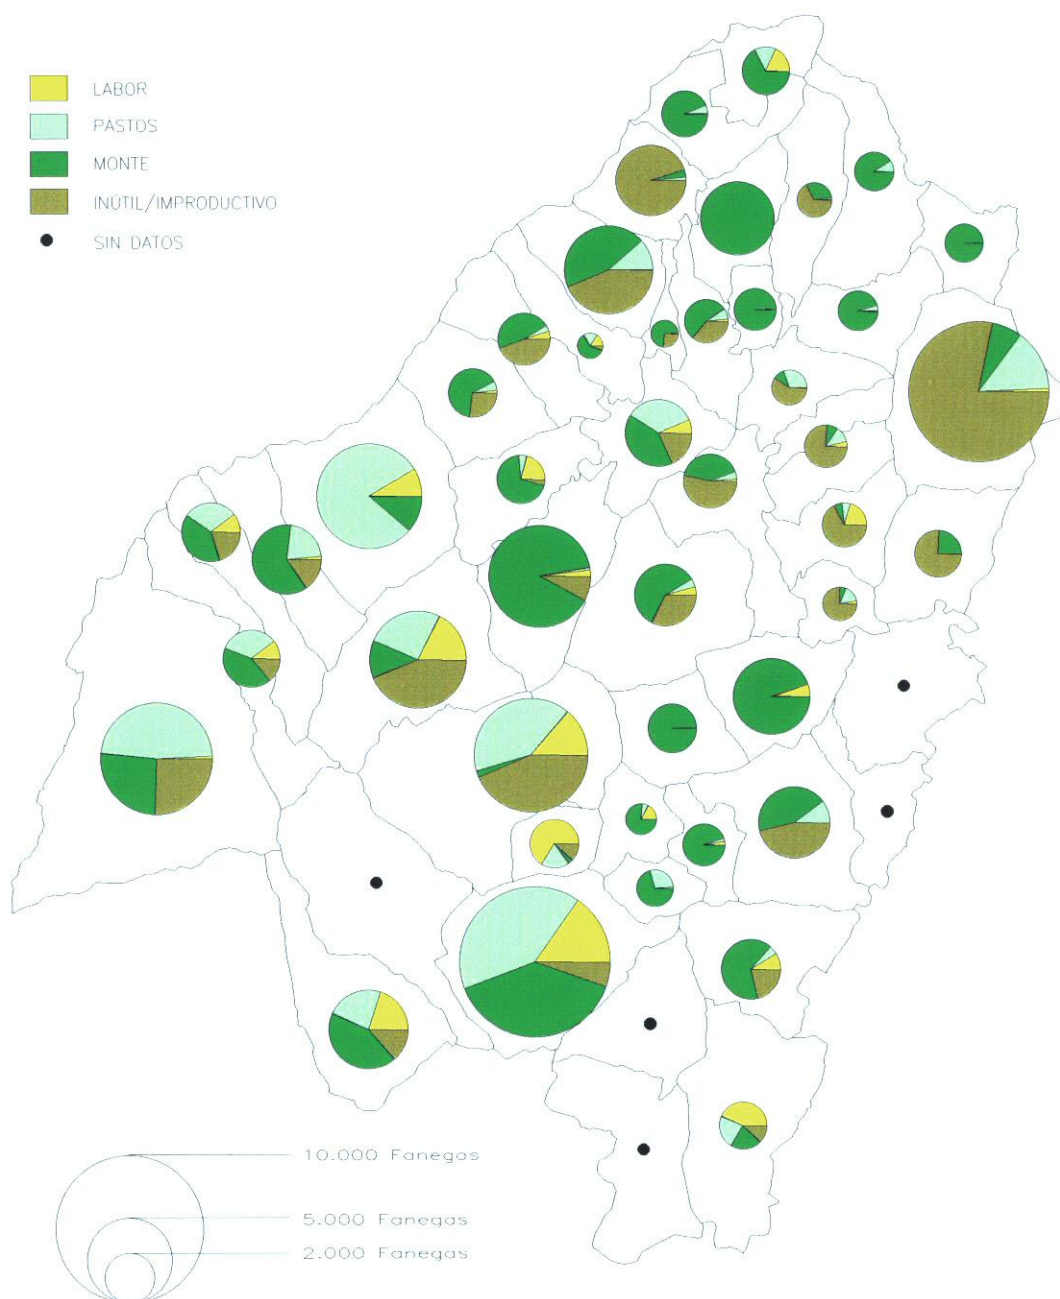 LABOR
PASTOS
MONTE
INÚTIL/IMPRODUCTIVO
SIN DATOS
10.000 Fanegas
5.000 Fanegas
2.000 Fanegas